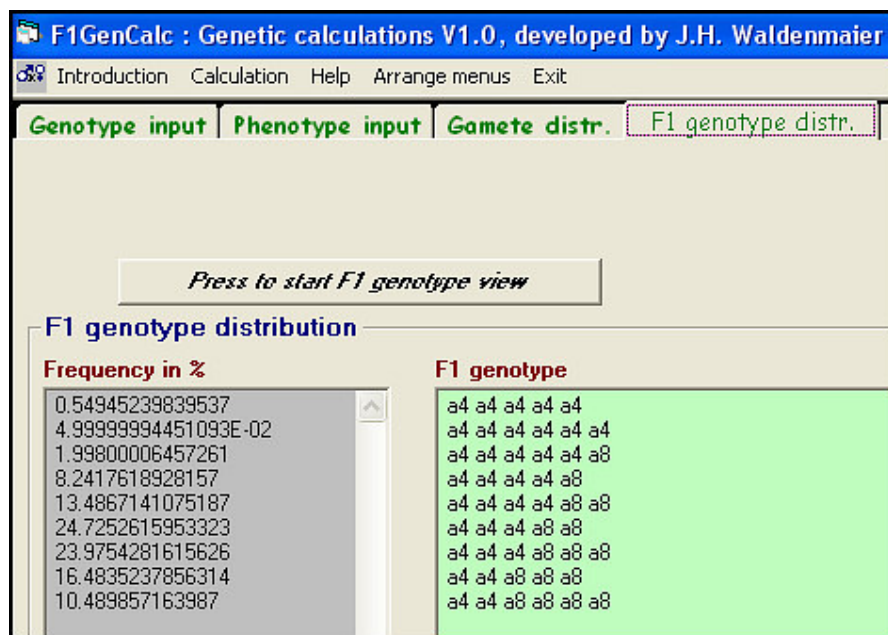 F1GenCalc : Genetic calculations V1.0, developed by J.H. Waldenmaier
Introduction Calculation Help Arrange menus Exit
Genotype input Phenotype input Gamete distr. F1 genotype distr.
Press to start F1 genotype view
F1 genotype distribution
Frequency in % F1 genotype
0.54945239839537 a4 a4 a4 a4 a4
4.99999994451093E-02 a4 a4 a4 a4 a4 a4
1.99800006457261 a4 a4 a4 a4 a4 a8
8.2417618928157 a4 a4 a4 a4 a8
13.4867141075187 a4 a4 a4 a4 a8 a8
24.7252615953323 a4 a4 a4 a8 a8
23.9754281615626 a4 a4 a4 a8 a8 a8
16.4835237856314 a4 a4 a8 a8 a8
10.489857163987 a4 a4 a8 a8 a8 a8